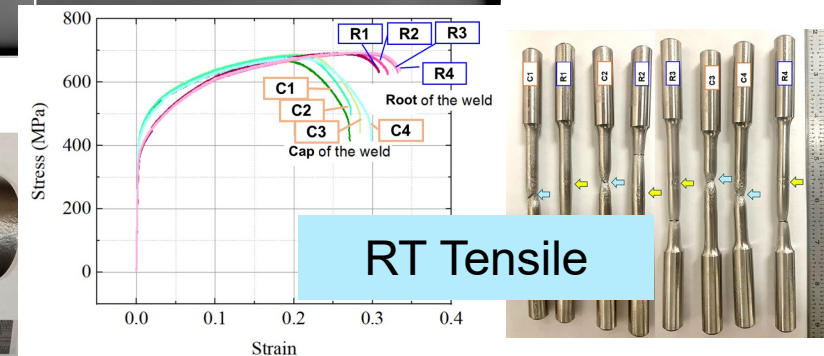 800
600
400
200
0
Stress (MPa)
0.0 0.1 0.2 0.3 0.4
Strain
R1 R2 R3
R4
Root of the weld
C1
C2
C3 C4
Cap of the weld
RT Tensile
C1 R1 C2 R2 R3 C3 C4 R4